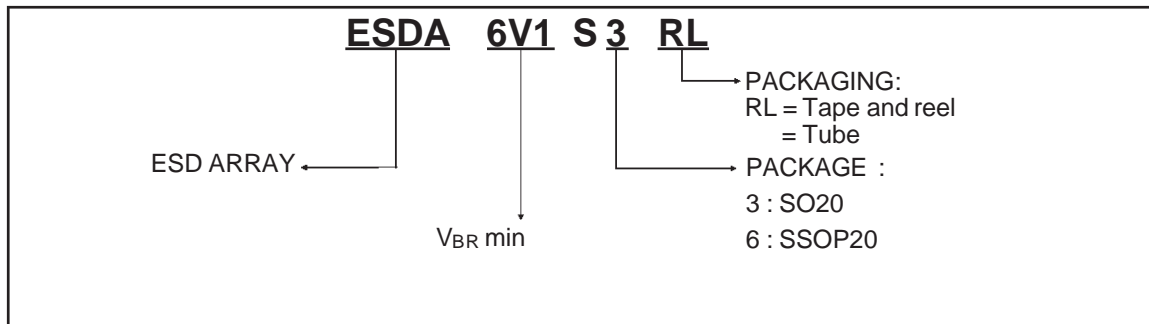 ESDA 6V1 S 3 RL
PACKAGING:
RL = Tape and reel
= Tube
ESD ARRAY
PACKAGE :
3 : SO20
6 : SSOP20
VBR min